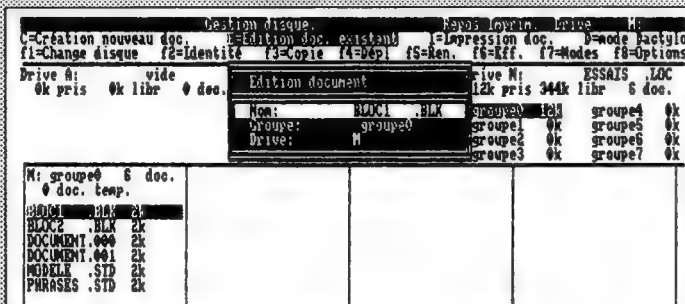 Gestion disque. Repos Imprim. Drive M:
C=Création nouveau doc. E=Edition doc. existant I=Impression doc. D=mode Dactylo
f1=Change disque f2=Identité f3=Copie f4=Dépl f5=Ren. f6=Eff. f7=Modes f8=Options
Drive A: vide
0k pris 0k libr 0 doc.
Edition document
Nom: BLOC1 .BLK
Groupe: groupe0
Drive: M
rive M: ESSAIS .LOC
12k pris 344k libr 6 doc.
groupe0 12k groupe4 0k
groupe1 0k groupe5 0k
groupe2 0k groupe6 0k
groupe3 0k groupe7 0k
M: groupe0 6 doc.
0 doc. temp.
BLOC1 .BLK 2k
BLOC2 .BLK 2k
DOCUMENT.000 2k
DOCUMENT.001 2k
MODELE .STD 2k
PHRASES .STD 2k